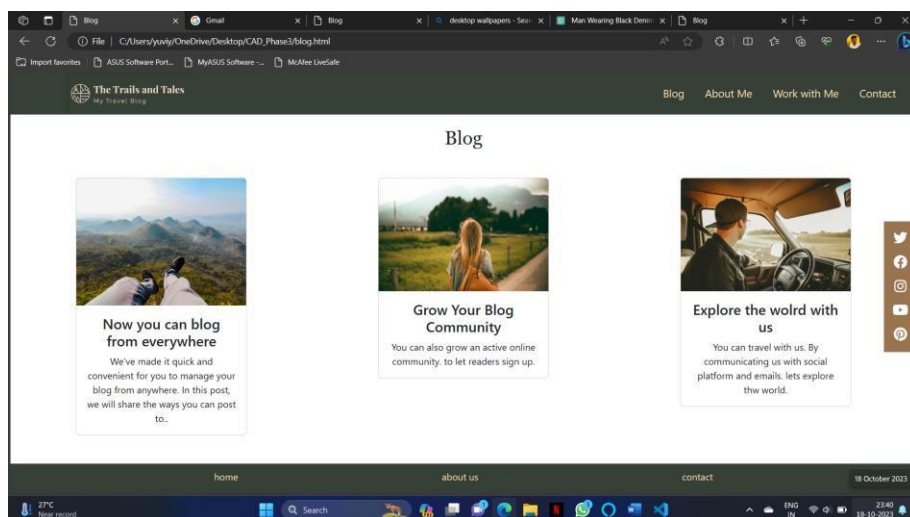 Blog
Gmail
Blog
desktop wallpapers - Sear
Man Wearing Black Denim
Blog
File | C:/Users/yuviy/OneDrive/Desktop/CAD_Phase3/blog.html
Import favorites
ASUS Software Port...
MyASUS Software -...
McAfee LiveSafe
The Trails and Tales
My Travel Blog
Blog About Me Work with Me Contact
Blog
Now you can blog
from everywhere
We've made it quick and
convenient for you to manage your
blog from anywhere. In this post,
we will share the ways you can post
to..
Grow Your Blog
Community
You can also grow an active online
community. to let readers sign up.
Explore the wolrd with
us
You can travel with us. By
communicating us with social
platform and emails. lets explore
thw world.
home about us contact
18 October 2023
27°C
Near record
Search
ENG
IN
23:40
18-10-2023